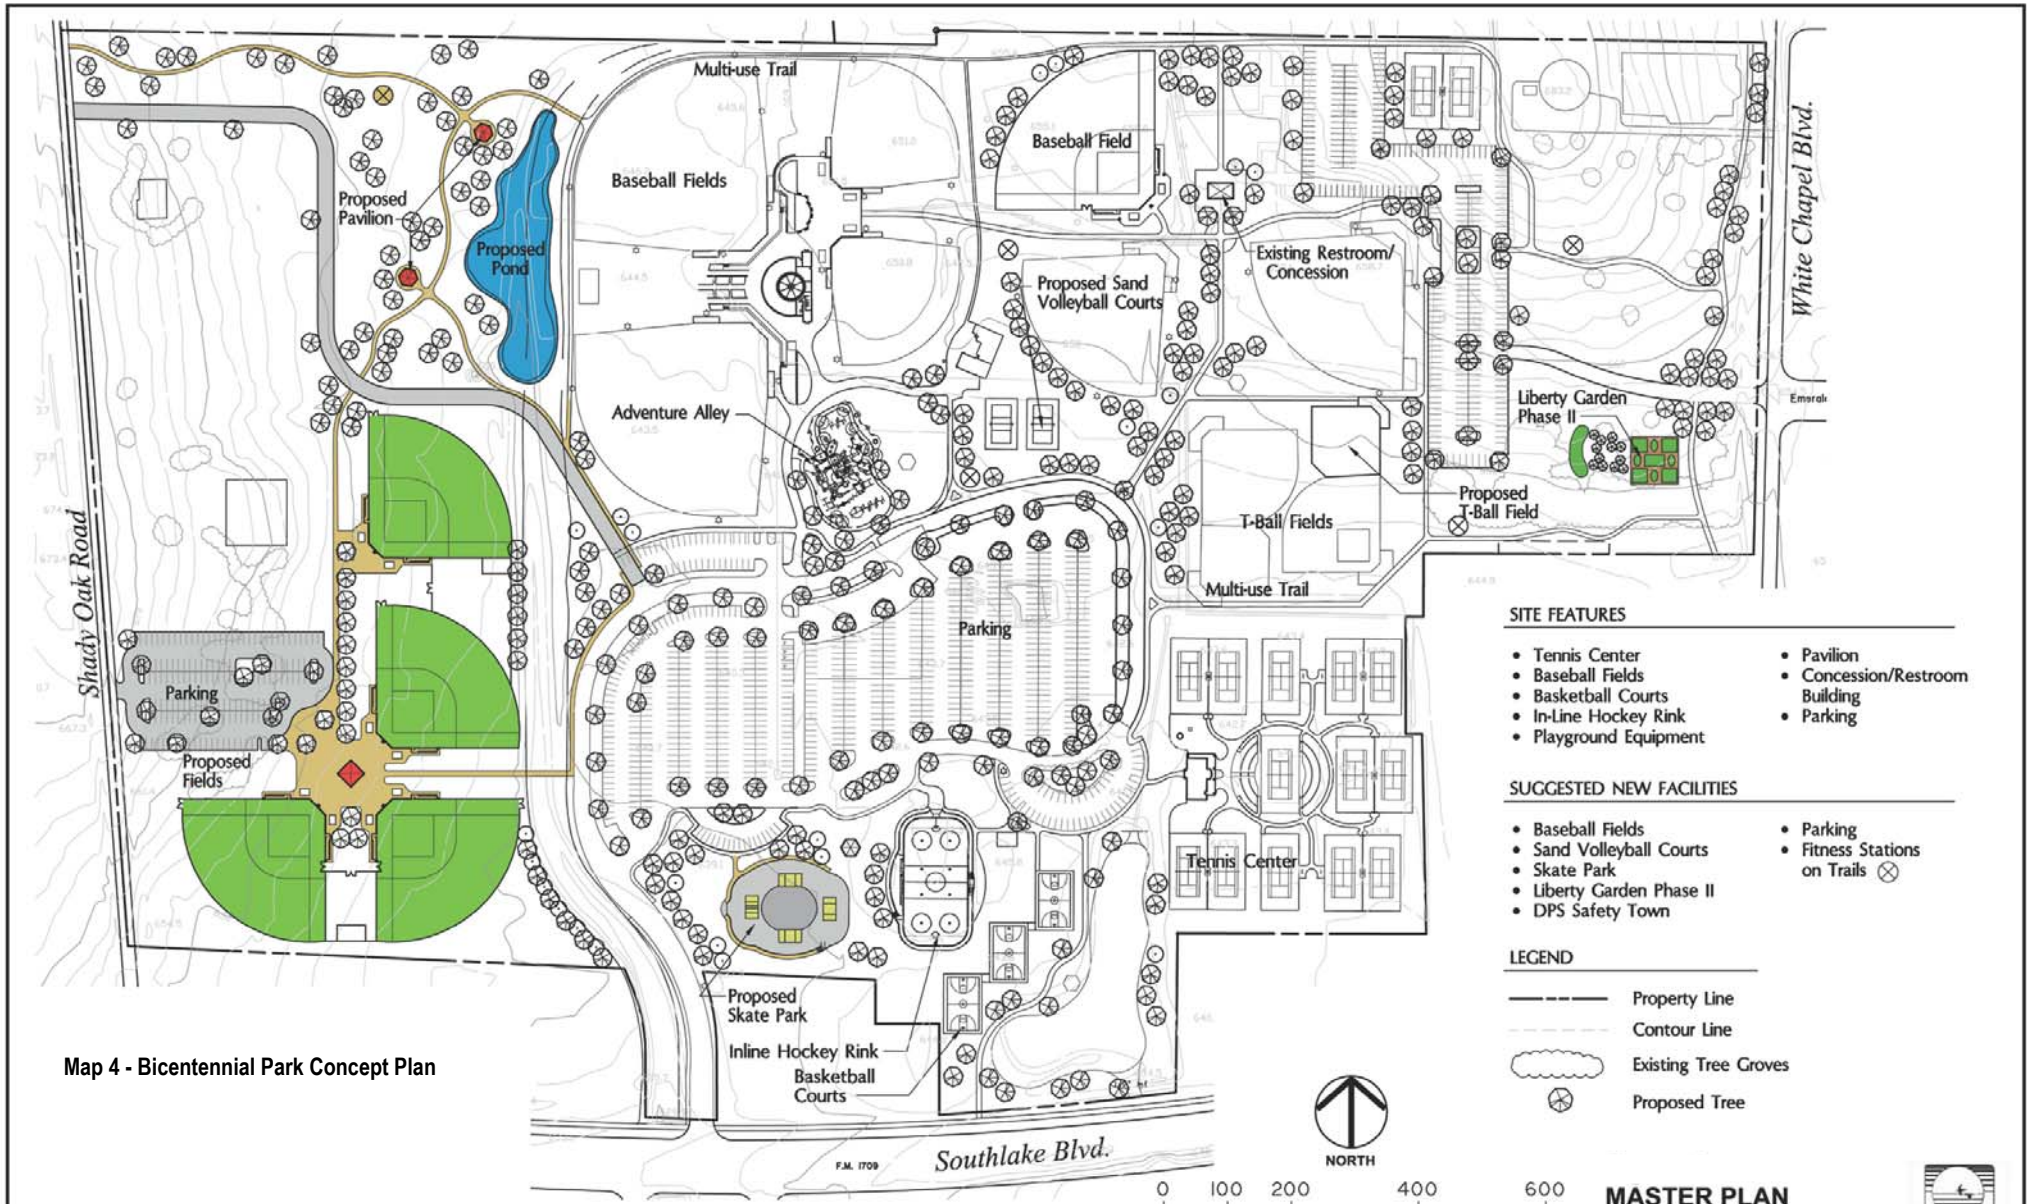 Multi-use Trail
Baseball Field
Baseball Fields
Proposed
Pavilion
Proposed
Pond
Existing Restroom/
Concession
Proposed Sand
Volleyball Courts
White Chapel Blvd.
Adventure Alley
Liberty Garden
Phase II
Emerald
Proposed
T-Ball Field
T-Ball Fields
Multi-use Trail
Shady Oak Road
Parking
Parking
Proposed
Fields
Tennis Center
Proposed
Skate Park
Inline Hockey Rink
Basketball
Courts
Map 4 - Bicentennial Park Concept Plan
F.M. 1709
Southlake Blvd.
NORTH
0 100 200 400 600
SITE FEATURES
• Tennis Center
• Baseball Fields
• Basketball Courts
• In-Line Hockey Rink
• Playground Equipment
• Pavilion
• Concession/Restroom
Building
• Parking
SUGGESTED NEW FACILITIES
• Baseball Fields
• Sand Volleyball Courts
• Skate Park
• Liberty Garden Phase II
• DPS Safety Town
• Parking
• Fitness Stations
on Trails
LEGEND
Property Line
Contour Line
Existing Tree Groves
Proposed Tree
MASTER PLAN